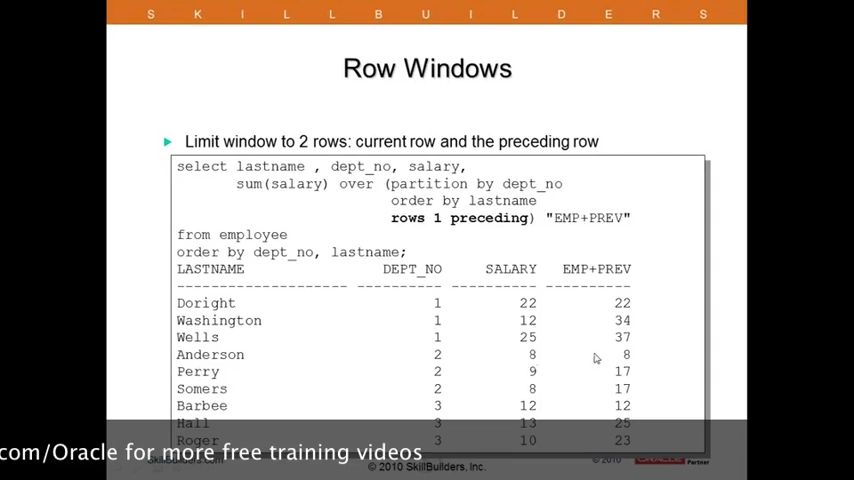 S K I L L B U I L D E R S
Row Windows
Limit window to 2 rows: current row and the preceding row
select lastname , dept_no, salary,
sum(salary) over (partition by dept_no
order by lastname
rows 1 preceding) "EMP+PREV"
from employee
order by dept_no, lastname;
LASTNAME DEPT_NO SALARY EMP+PREV
-------------------- ---------- ---------- ----------
Doright 1 22 22
Washington 1 12 34
Wells 1 25 37
Anderson 2 8 8
Perry 2 9 17
Somers 2 8 17
Barbee 3 12 12
Hall 3 13 25
Roger 3 10 23
com/Oracle for more free training videos
SkillBuilders.com
© 2010 SkillBuilders, Inc.
© 2010
Partner